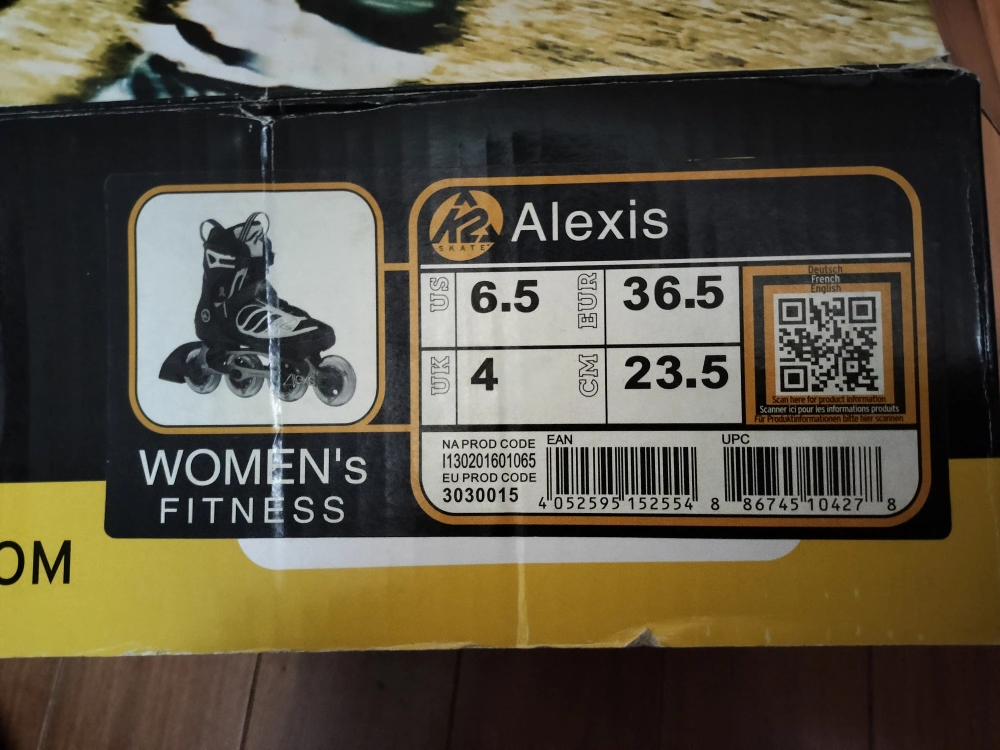 K2
SKATE
Alexis
US 6.5 EUR 36.5
UK 4 CM 23.5
Deutsch
French
English
Scan here for product information
Scanner ici pour les informations produits
Für Produktinformationen bitte hier scannen
NA PROD CODE
I130201601065
EU PROD CODE
3030015
EAN
4 052595 152554
UPC
8 86745 10427 8
WOMEN's
FITNESS
OM